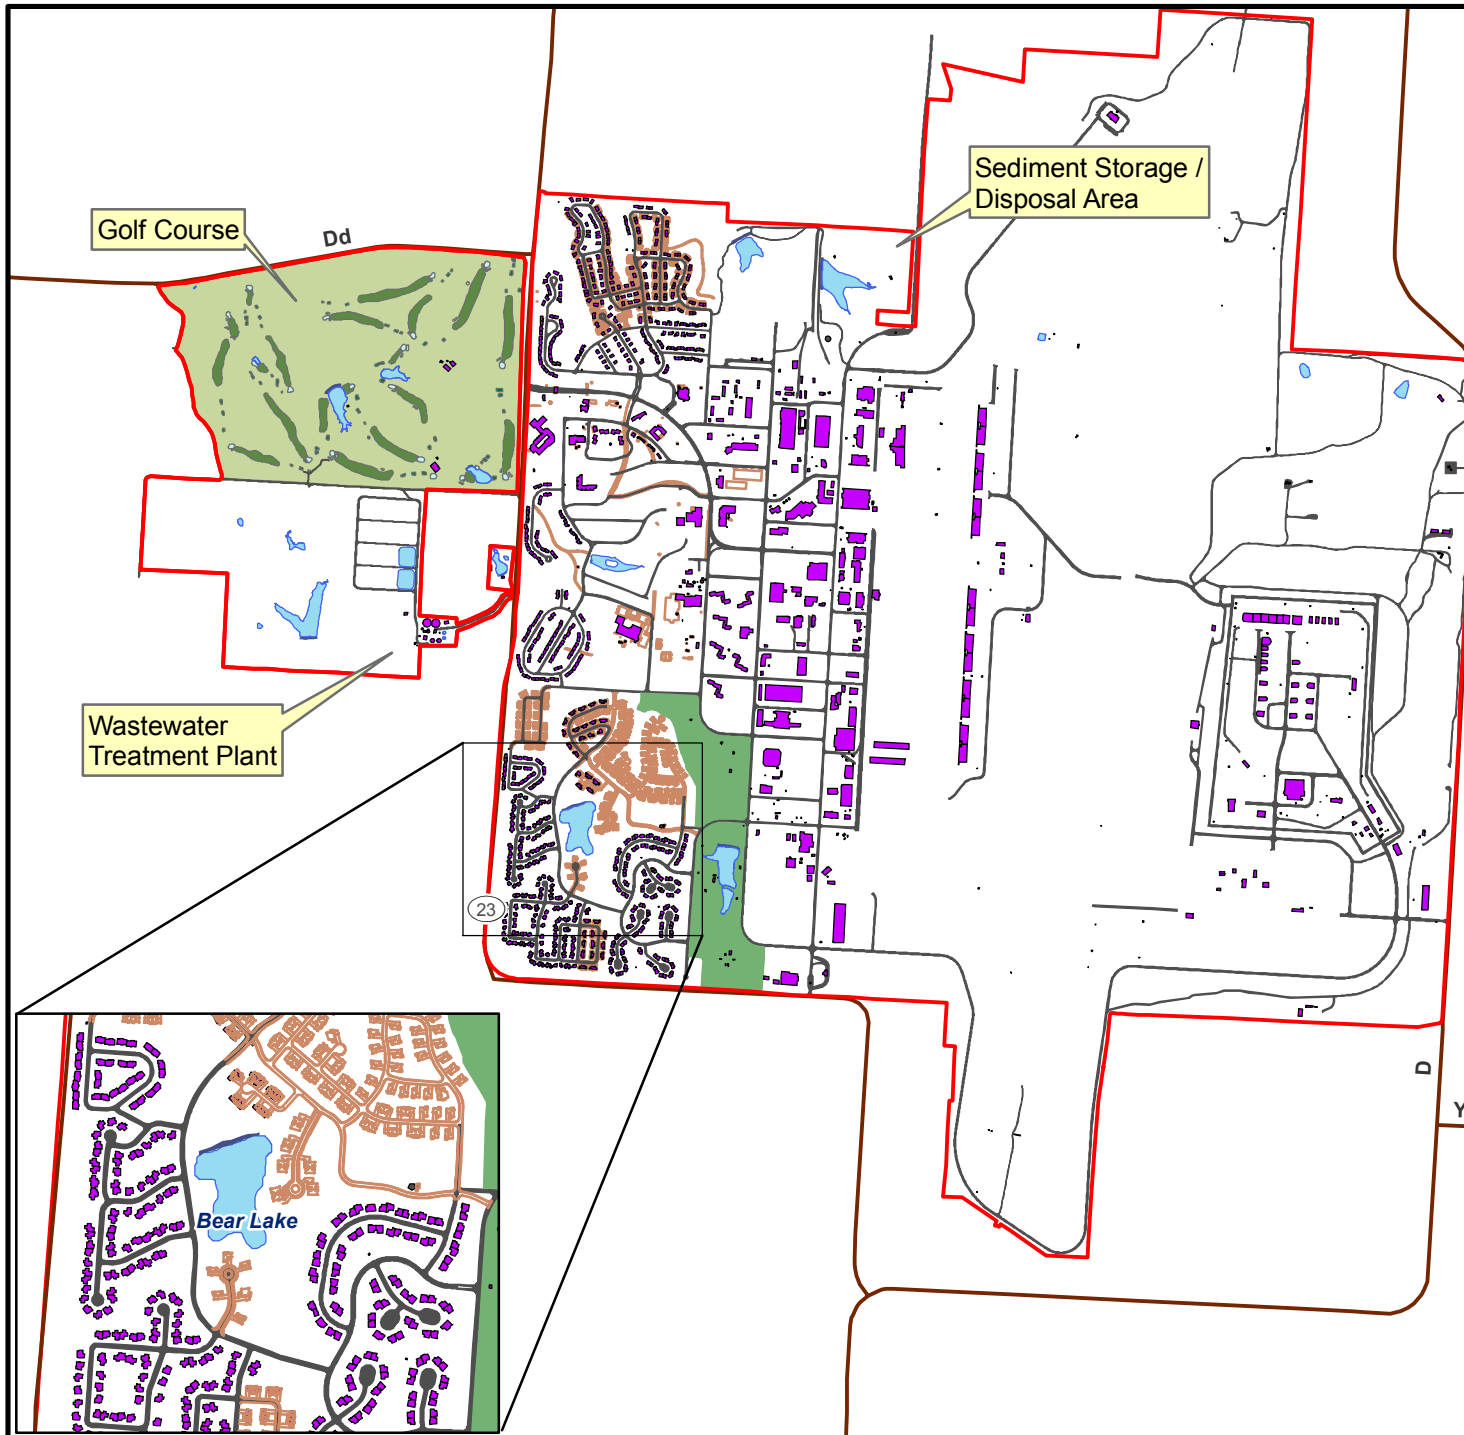 Sediment Storage /
Disposal Area
Golf Course
Dd
Wastewater
Treatment Plant
23
D
Y
Bear Lake